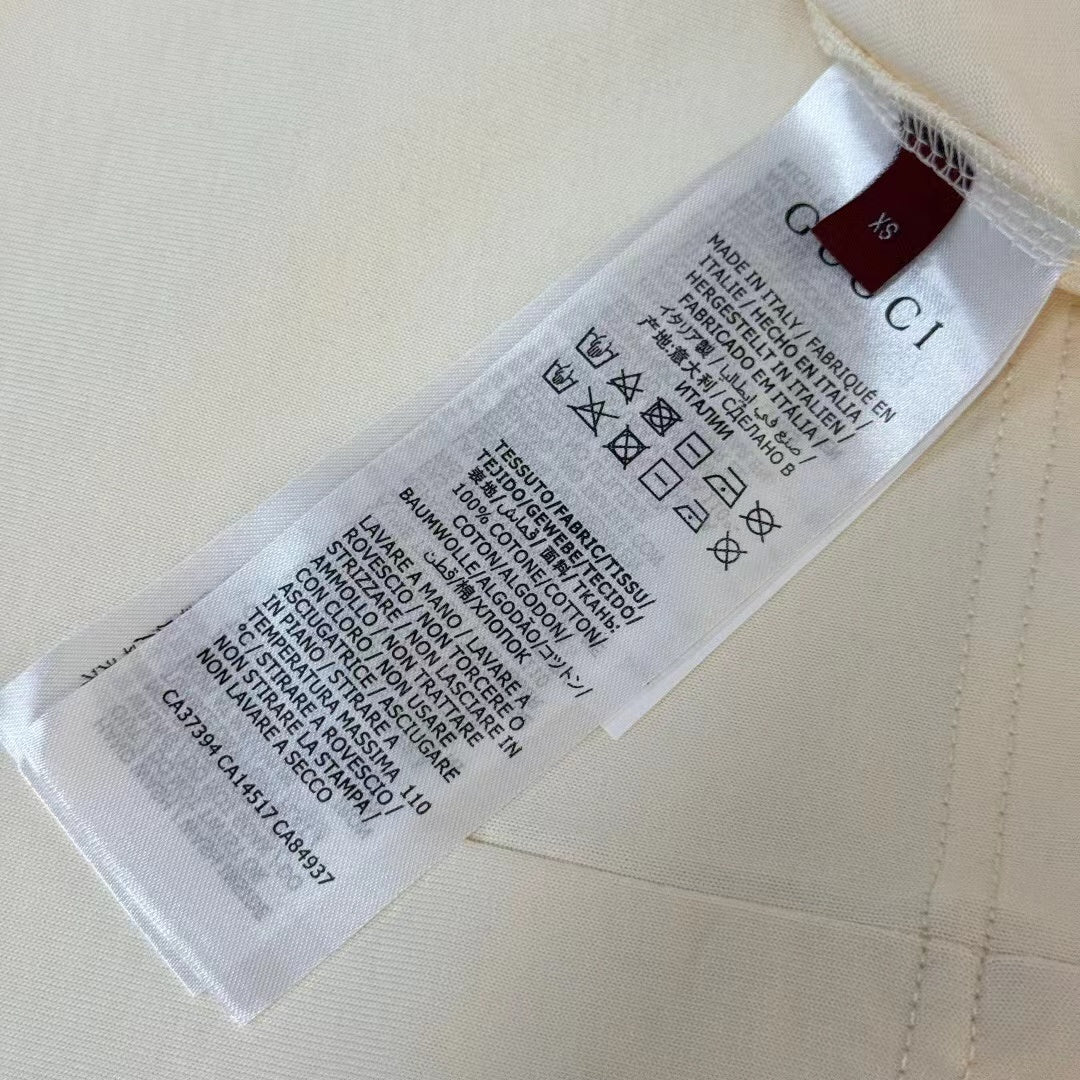 XS
GUCCI
MADE IN ITALY / FABRIQUÉ EN
ITALIE / HECHO EN ITALIA /
HERGESTELLT IN ITALIEN /
FABRICADO EM ITÁLIA /
イタリア製 / صنع في إيطاليا /
产地:意大利 / СДЕЛАНО В
ИТАЛИИ
TESSUTO/FABRIC/TISSU/
TEJIDO/GEWEBE/TECIDO/
表地/قماش/面料/ТКАНЬ:
100% COTONE/COTTON/
COTON/ALGODON/
BAUMWOLLE/ALGODÃO/コットン/
قطن/棉/ХЛОПОК
LAVARE A MANO / LAVARE A
ROVESCIO / NON TORCERE O
STRIZZARE / NON LASCIARE IN
AMMOLLO / NON TRATTARE
CON CLORO / NON USARE
ASCIUGATRICE / ASCIUGARE
IN PIANO / STIRARE A
TEMPERATURA MASSIMA 110
°C / STIRARE A ROVESCIO /
NON STIRARE LA STAMPA /
NON LAVARE A SECCO
CA37394 CA14517 CA84937